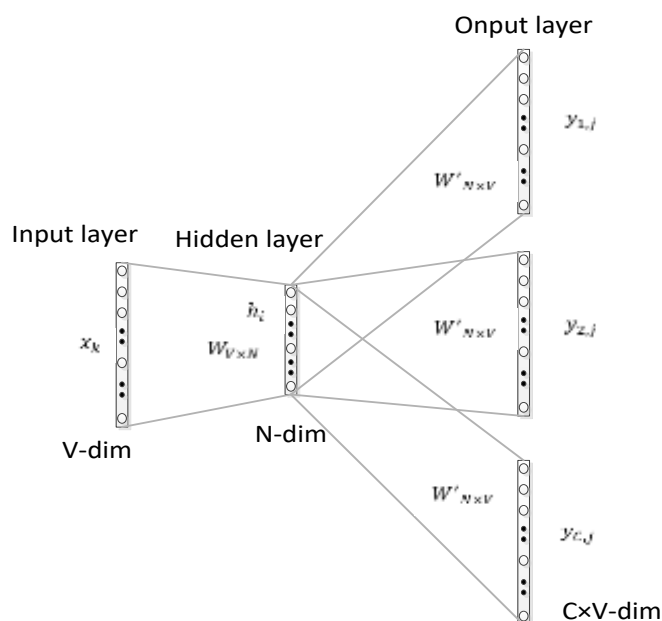 Onput layer
y₁,ⱼ
W'N×V
Input layer
Hidden layer
hᵢ
xₖ
WV×N
W'N×V
y₂,ⱼ
V-dim
N-dim
W'N×V
yC,j
C×V-dim